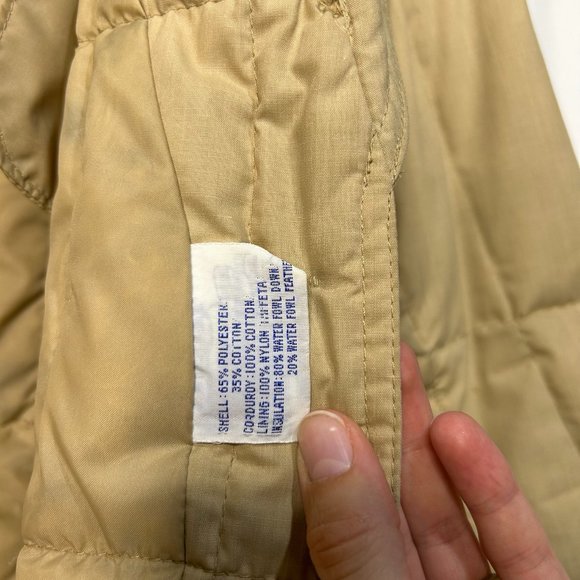 SHELL: 65% POLYESTER
35% COTTON
CORDUROY: 100% COTTON
LINING: 100% NYLON TAFFETA
INSULATION: 80% WATER FOWL DOWN
20% WATER FOWL FEATHE